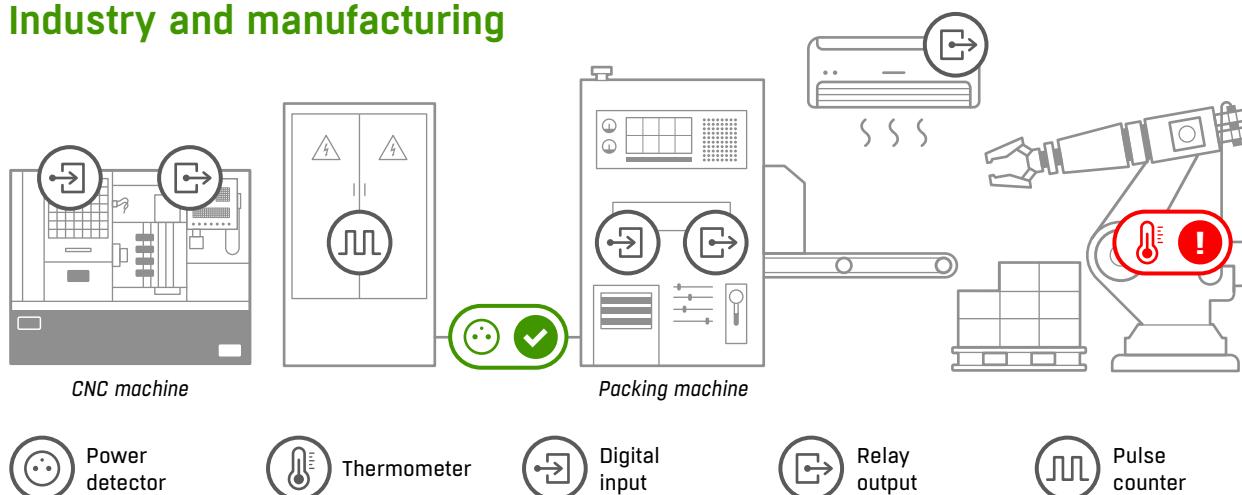 Industry and manufacturing
CNC machine
Packing machine
Power
detector
Thermometer
Digital
input
Relay
output
Pulse
counter